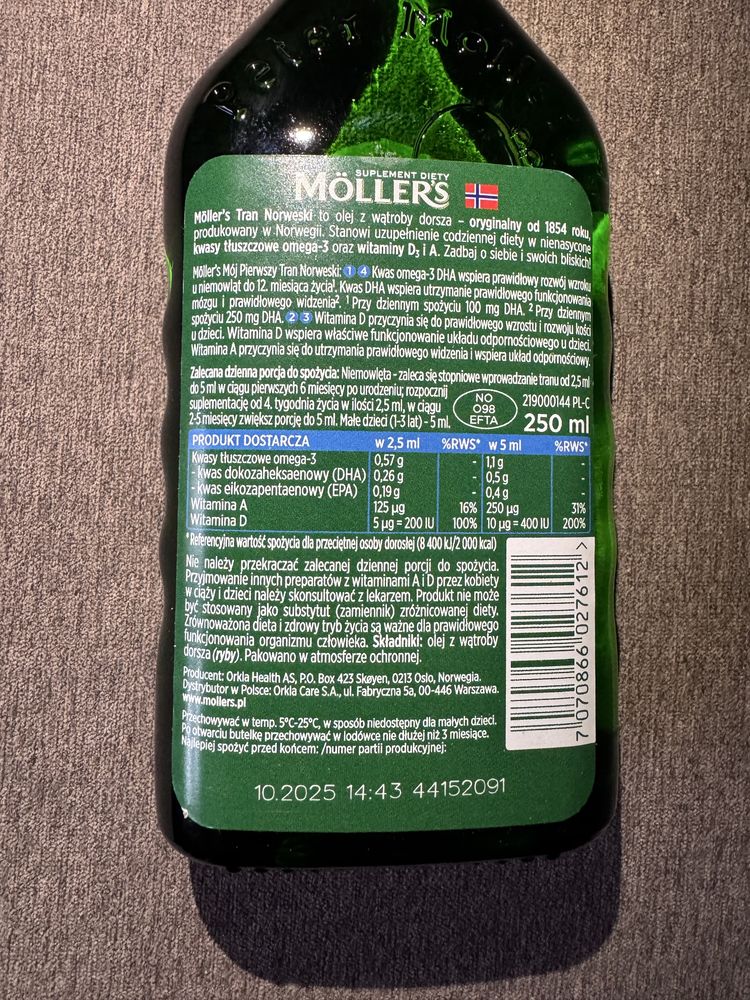 Peter Möll
SUPLEMENT DIETY
MÖLLER'S
Möller's Tran Norweski to olej z wątroby dorsza – oryginalny od 1854 roku,
produkowany w Norwegii. Stanowi uzupełnienie codziennej diety w nienasycone
kwasy tłuszczowe omega-3 oraz witaminy D₃ i A. Zadbaj o siebie i swoich bliskich!
Möller's Mój Pierwszy Tran Norweski: 1 4 Kwas omega-3 DHA wspiera prawidłowy rozwój wzroku
u niemowląt do 12. miesiąca życia¹. Kwas DHA wspiera utrzymanie prawidłowego funkcjonowania
mózgu i prawidłowego widzenia². ¹ Przy dziennym spożyciu 100 mg DHA. ² Przy dziennym
spożyciu 250 mg DHA. 2 3 Witamina D przyczynia się do prawidłowego wzrostu i rozwoju kości
u dzieci. Witamina D wspiera właściwe funkcjonowanie układu odpornościowego u dzieci.
Witamina A przyczynia się do utrzymania prawidłowego widzenia i wspiera układ odpornościowy.
Zalecana dzienna porcja do spożycia: Niemowlęta - zaleca się stopniowe wprowadzanie tranu od 2,5 ml
do 5 ml w ciągu pierwszych 6 miesięcy po urodzeniu; rozpocznij
suplementację od 4. tygodnia życia w ilości 2,5 ml, w ciągu
2-5 miesięcy zwiększ porcję do 5 ml. Małe dzieci (1-3 lat) - 5 ml.
NO
098
EFTA
219000144 PL-C
250 ml
PRODUKT DOSTARCZA w 2,5 ml %RWS* w 5 ml %RWS*
Kwasy tłuszczowe omega-3 0,57 g - 1,1 g -
- kwas dokozaheksaenowy (DHA) 0,26 g - 0,5 g -
- kwas eikozapentaenowy (EPA) 0,19 g - 0,4 g -
Witamina A 125 µg 16% 250 µg 31%
Witamina D 5 µg = 200 IU 100% 10 µg = 400 IU 200%
* Referencyjna wartość spożycia dla przeciętnej osoby dorosłej (8 400 kJ/2 000 kcal)
Nie należy przekraczać zalecanej dziennej porcji do spożycia.
Przyjmowanie innych preparatów z witaminami A i D przez kobiety
w ciąży i dzieci należy skonsultować z lekarzem. Produkt nie może
być stosowany jako substytut (zamiennik) zróżnicowanej diety.
Zrównoważona dieta i zdrowy tryb życia są ważne dla prawidłowego
funkcjonowania organizmu człowieka. Składniki: olej z wątroby
dorsza (ryby). Pakowano w atmosferze ochronnej.
Producent: Orkla Health AS, P.O. Box 423 Skøyen, 0213 Oslo, Norwegia.
Dystrybutor w Polsce: Orkla Care S.A., ul. Fabryczna 5a, 00-446 Warszawa.
www.mollers.pl
Przechowywać w temp. 5°C-25°C, w sposób niedostępny dla małych dzieci.
Po otwarciu butelkę przechowywać w lodówce nie dłużej niż 3 miesiące.
Najlepiej spożyć przed końcem: /numer partii produkcyjnej:
7 070866 027612 >
10.2025 14:43 44152091